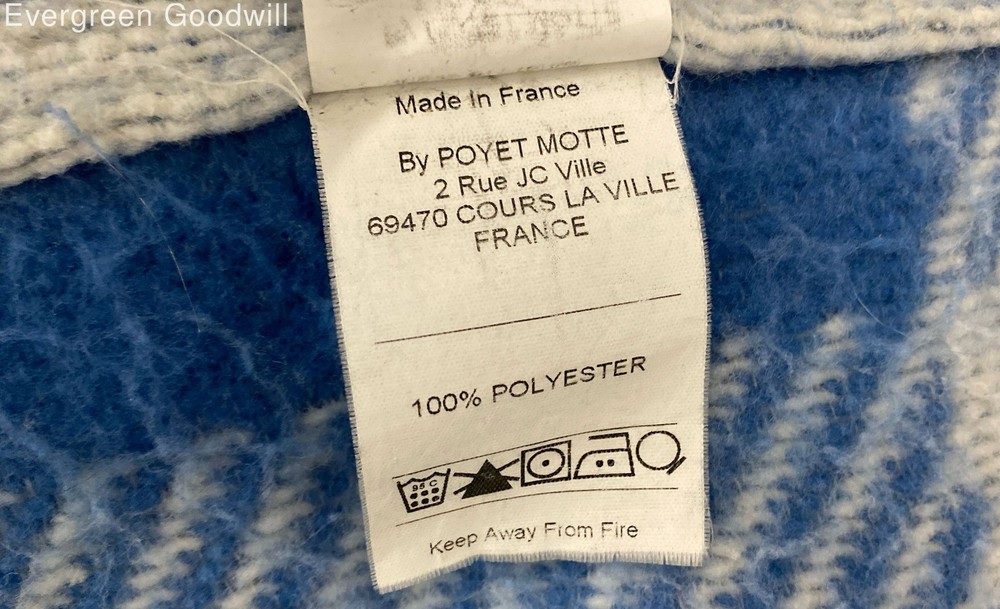 Evergreen Goodwill
Made In France
By POYET MOTTE
2 Rue JC Ville
69470 COURS LA VILLE
FRANCE
100% POLYESTER
95 C
Keep Away From Fire